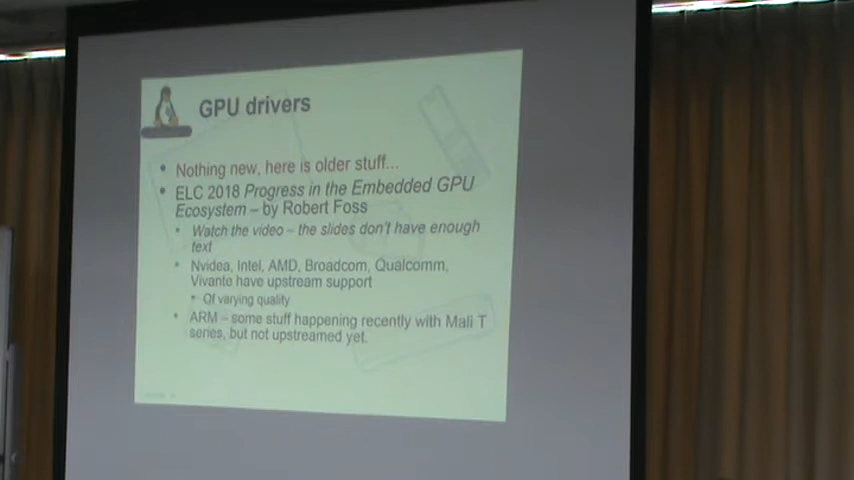 GPU drivers
• Nothing new, here is older stuff...
• ELC 2018 Progress in the Embedded GPU
Ecosystem – by Robert Foss
• Watch the video – the slides don't have enough
text
• Nvidea, Intel, AMD, Broadcom, Qualcomm,
Vivante have upstream support
• Of varying quality
• ARM – some stuff happening recently with Mali T
series, but not upstreamed yet.